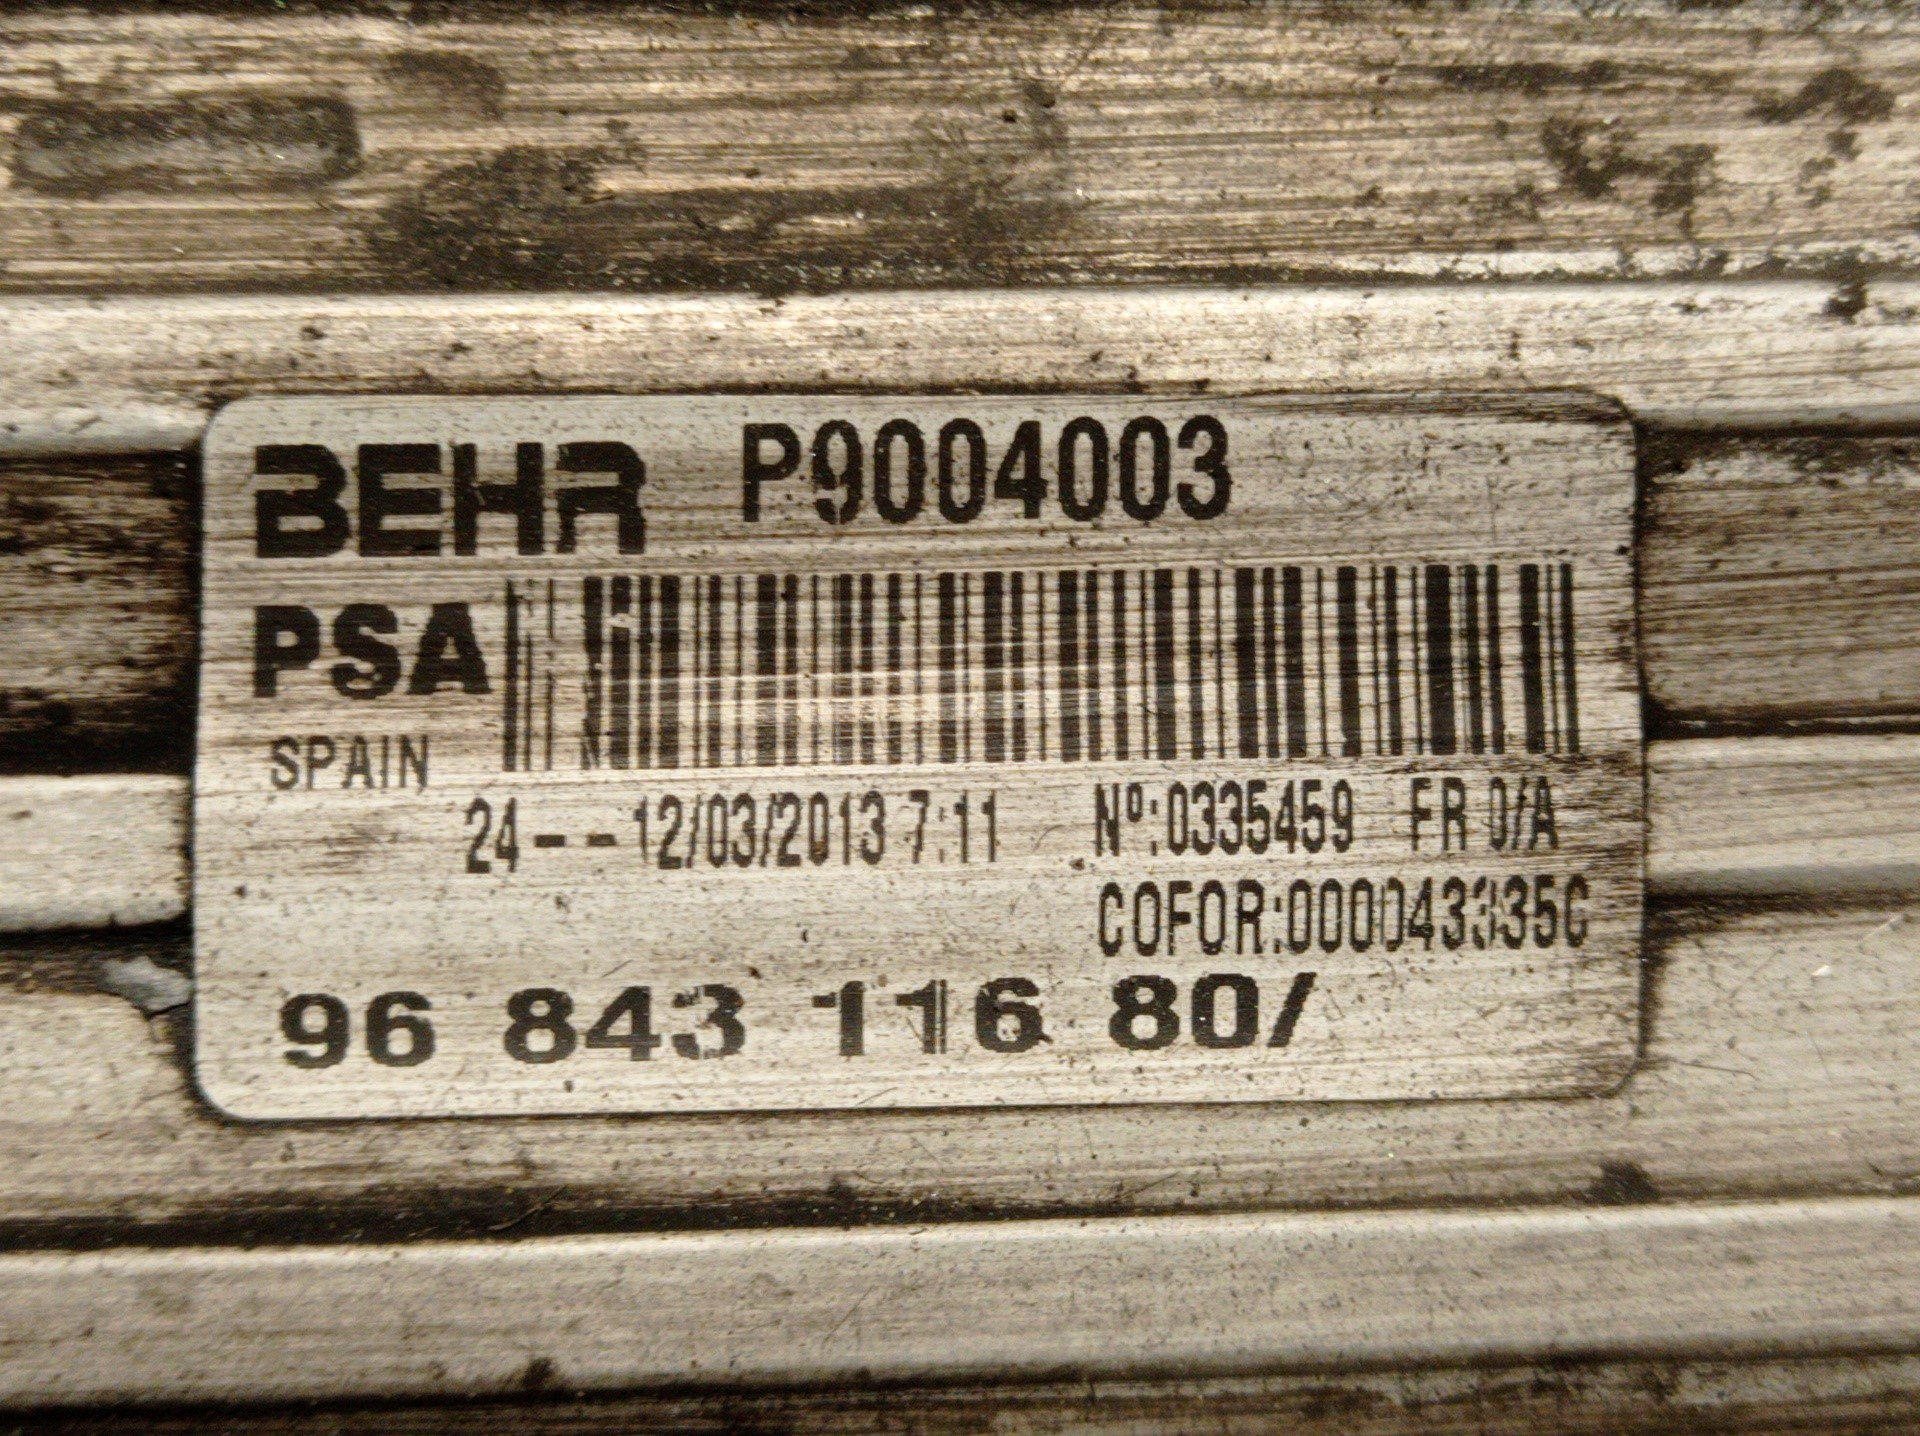 BEHR P9004003
PSA
SPAIN
24 - - 12/03/2013 7:11 Nº:0335459 FR 0/A
COFOR:000043335C
96 843 116 80/